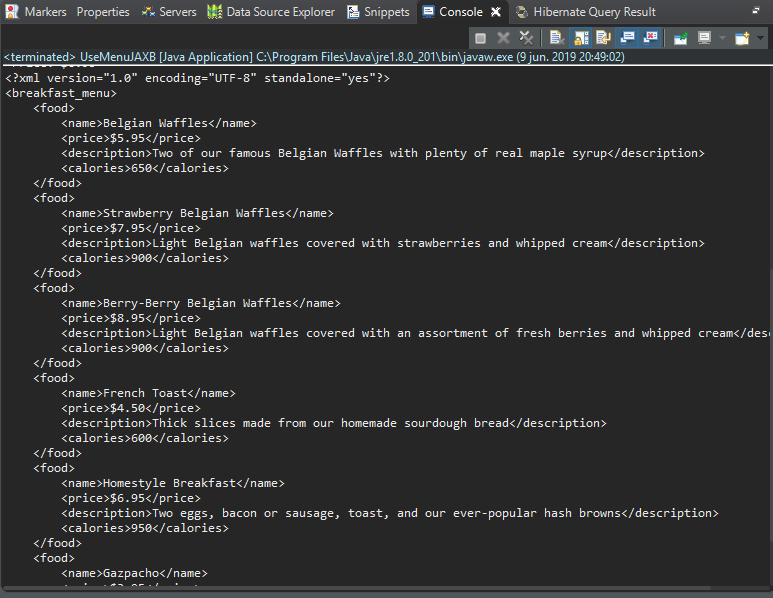 Markers Properties Servers Data Source Explorer Snippets Console Hibernate Query Result
<terminated> UseMenuJAXB [Java Application] C:\Program Files\Java\jre1.8.0_201\bin\javaw.exe (9 jun. 2019 20:49:02)
<?xml version="1.0" encoding="UTF-8" standalone="yes"?>
<breakfast_menu>
    <food>
        <name>Belgian Waffles</name>
        <price>$5.95</price>
        <description>Two of our famous Belgian Waffles with plenty of real maple syrup</description>
        <calories>650</calories>
    </food>
    <food>
        <name>Strawberry Belgian Waffles</name>
        <price>$7.95</price>
        <description>Light Belgian waffles covered with strawberries and whipped cream</description>
        <calories>900</calories>
    </food>
    <food>
        <name>Berry-Berry Belgian Waffles</name>
        <price>$8.95</price>
        <description>Light Belgian waffles covered with an assortment of fresh berries and whipped cream</des
        <calories>900</calories>
    </food>
    <food>
        <name>French Toast</name>
        <price>$4.50</price>
        <description>Thick slices made from our homemade sourdough bread</description>
        <calories>600</calories>
    </food>
    <food>
        <name>Homestyle Breakfast</name>
        <price>$6.95</price>
        <description>Two eggs, bacon or sausage, toast, and our ever-popular hash browns</description>
        <calories>950</calories>
    </food>
    <food>
        <name>Gazpacho</name>